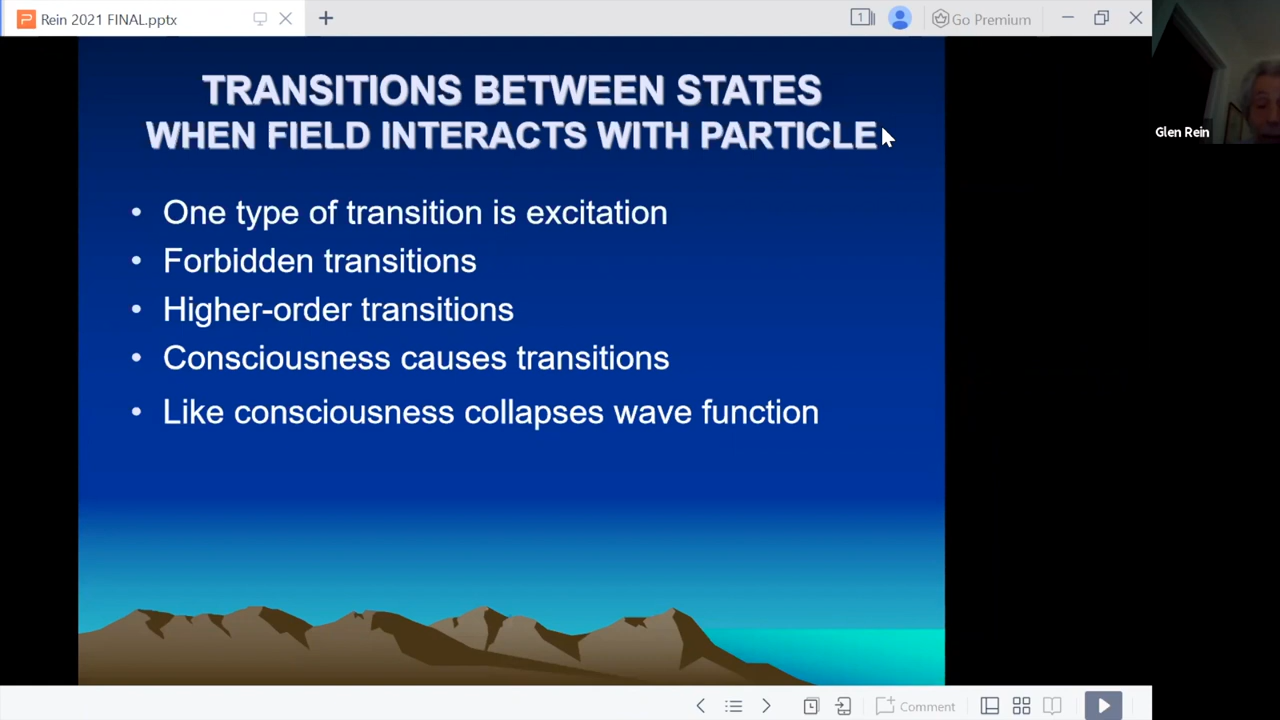 Rein 2021 FINAL.pptx
1
Go Premium
TRANSITIONS BETWEEN STATES
WHEN FIELD INTERACTS WITH PARTICLE
Glen Rein
• One type of transition is excitation
• Forbidden transitions
• Higher-order transitions
• Consciousness causes transitions
• Like consciousness collapses wave function
Comment